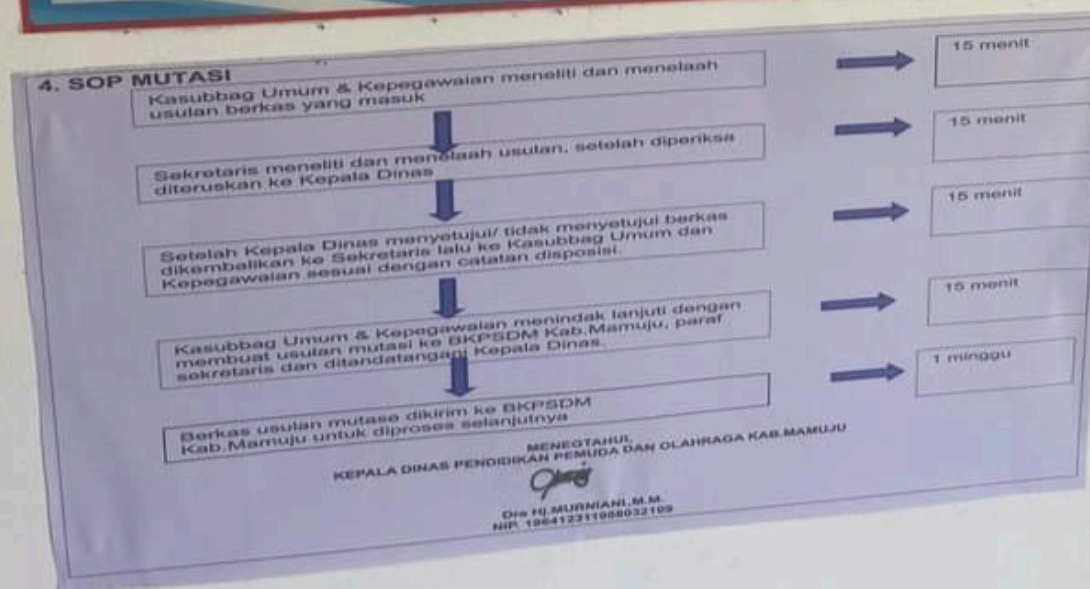 4. SOP MUTASI
Kasubbag Umum & Kepegawaian meneliti dan menelaah
usulan berkas yang masuk
15 menit
Sekretaris meneliti dan menelaah usulan, setelah diperiksa
diteruskan ke Kepala Dinas
15 menit
Setelah Kepala Dinas menyetujui/ tidak menyetujui berkas
dikembalikan ke Sekretaris lalu ke Kasubbag Umum dan
Kepegawaian sesuai dengan catatan disposisi.
15 menit
Kasubbag Umum & Kepegawaian menindak lanjuti dengan
membuat usulan mutasi ke BKPSDM Kab.Mamuju, paraf
sekretaris dan ditandatangani Kepala Dinas.
15 menit
Berkas usulan mutase dikirim ke BKPSDM
Kab.Mamuju untuk diproses selanjutnya
1 minggu
MENEGTAHUI,
KEPALA DINAS PENDIDIKAN PEMUDA DAN OLAHRAGA KAB.MAMUJU
Dra Hj.MURNIANI,M.M.
NIP.